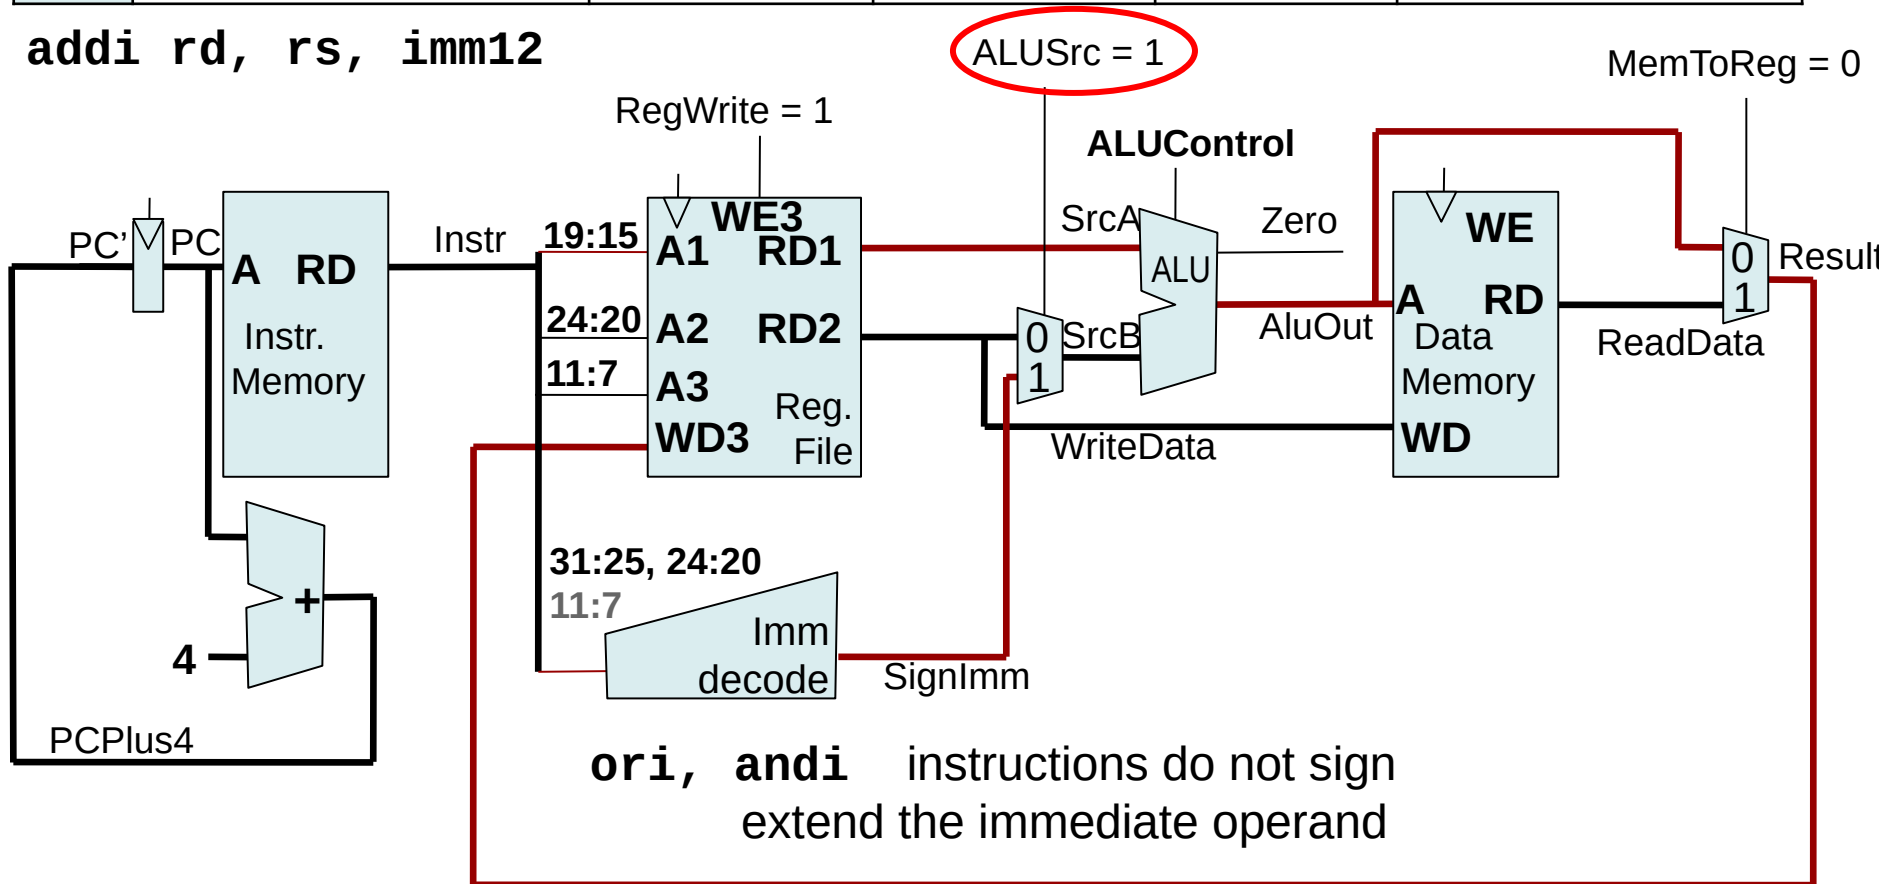 addi rd, rs, imm12
ALUSrc = 1
MemToReg = 0
RegWrite = 1
ALUControl
PC’
PC
A RD
Instr.
Memory
Instr
19:15
24:20
11:7
WE3
A1 RD1
A2 RD2
A3
WD3
Reg.
File
SrcA
0
1
SrcB
ALU
Zero
AluOut
WriteData
WE
A RD
Data
Memory
WD
ReadData
0
1
Result
+
4
PCPlus4
31:25, 24:20
11:7
Imm
decode
SignImm
ori, andi instructions do not sign
extend the immediate operand